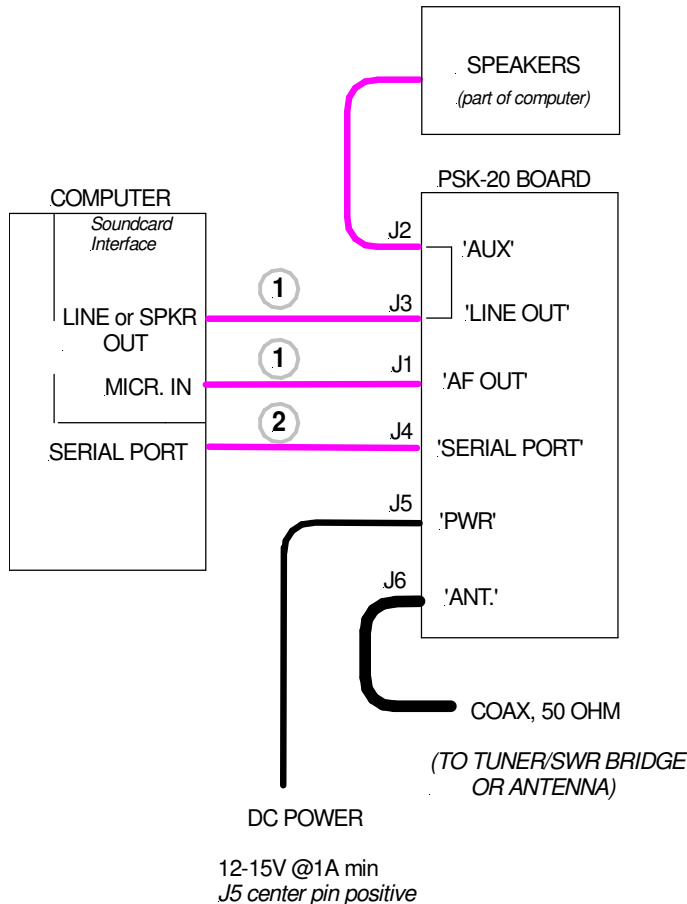 SPEAKERS
(part of computer)
PSK-20 BOARD
COMPUTER
Soundcard
Interface
J2
'AUX'
1
J3
LINE or SPKR
OUT
'LINE OUT'
1
J1
MICR. IN
'AF OUT'
2
J4
SERIAL PORT
'SERIAL PORT'
J5
'PWR'
J6
'ANT.'
COAX, 50 OHM
(TO TUNER/SWR BRIDGE
OR ANTENNA)
DC POWER
12-15V @1A min
J5 center pin positive